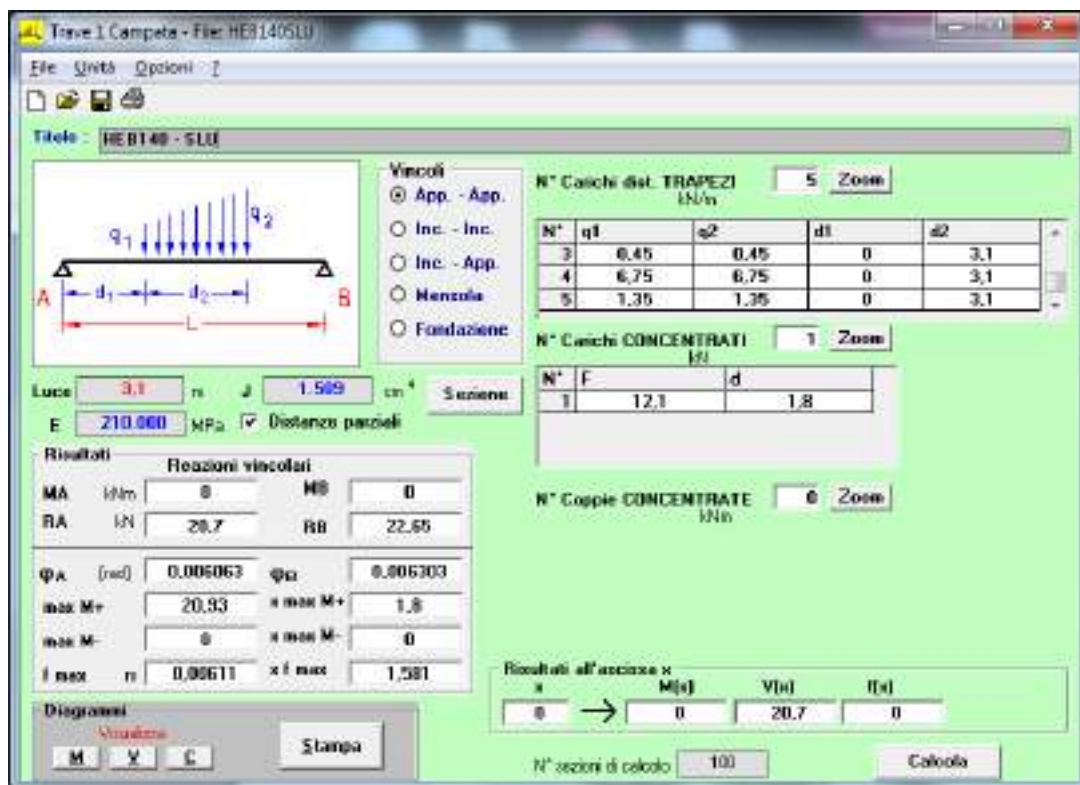 Trave 1 Campata - File: HEB140SLU
File Unità Opzioni ?
Titolo : HEB140 - SLU
q1 q2
A d1 d2 B
L
Vincoli
App. - App.
Inc. - Inc.
Inc. - App.
Mensola
Fondazione
N° Carichi dist. TRAPEZI 5 Zoom
kN/m
N° q1 q2 d1 d2
3 0,45 0,45 0 3,1
4 6,75 6,75 0 3,1
5 1,35 1,35 0 3,1
N° Carichi CONCENTRATI 1 Zoom
kN
N° F d
1 12,1 1,8
Luce 3,1 m J 1.509 cm^4 Sezione
E 210.000 MPa Distanze parziali
N° Coppie CONCENTRATE 0 Zoom
kNm
Risultati
Reazioni vincolari
MA kNm 0 MB 0
RA kN 20,7 RB 22,65
φA [rad] 0,006063 φB 0,006303
max M+ 20,93 x max M+ 1,8
max M- 0 x max M- 0
f max m 0,00611 x f max 1,581
Risultati all'ascissa x
x M(x) V(x) f(x)
0 0 20,7 0
Diagrammi
Visualizza
M V
Stampa
N° sezioni di calcolo 100 Calcola